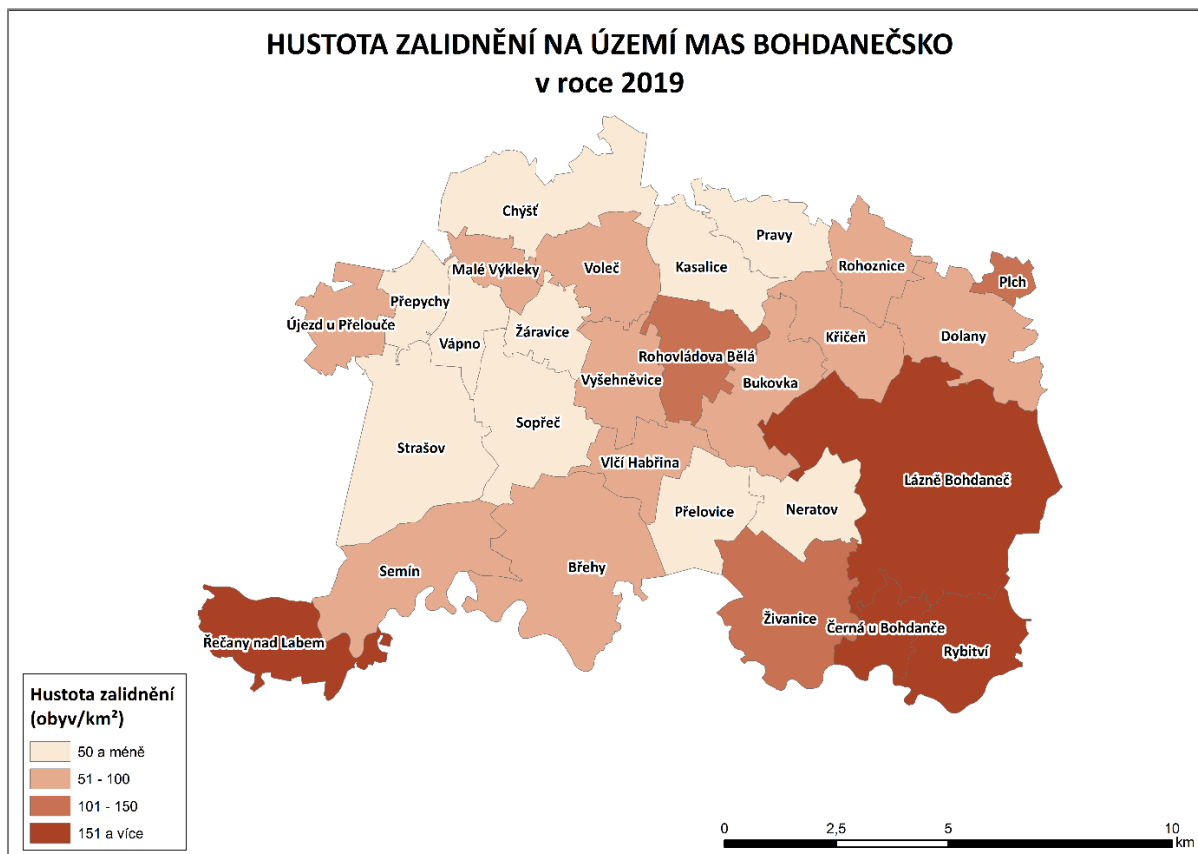 HUSTOTA ZALIDNĚNÍ NA ÚZEMÍ MAS BOHDANEČSKO
v roce 2019
Chýšť
Pravy
Malé Výkleky
Voleč
Kasalice
Rohoznice
Plch
Přepychy
Újezd u Přelouče
Vápno
Žáravice
Rohovládova Bělá
Křičeň
Dolany
Vyšehněvice
Bukovka
Strašov
Sopřeč
Vlčí Habřina
Lázně Bohdaneč
Přelovice
Neratov
Semín
Břehy
Živanice
Černá u Bohdanče
Řečany nad Labem
Rybitví
Hustota zalidnění
(obyv/km²)
50 a méně
51 - 100
101 - 150
151 a více
0 2,5 5 10
km